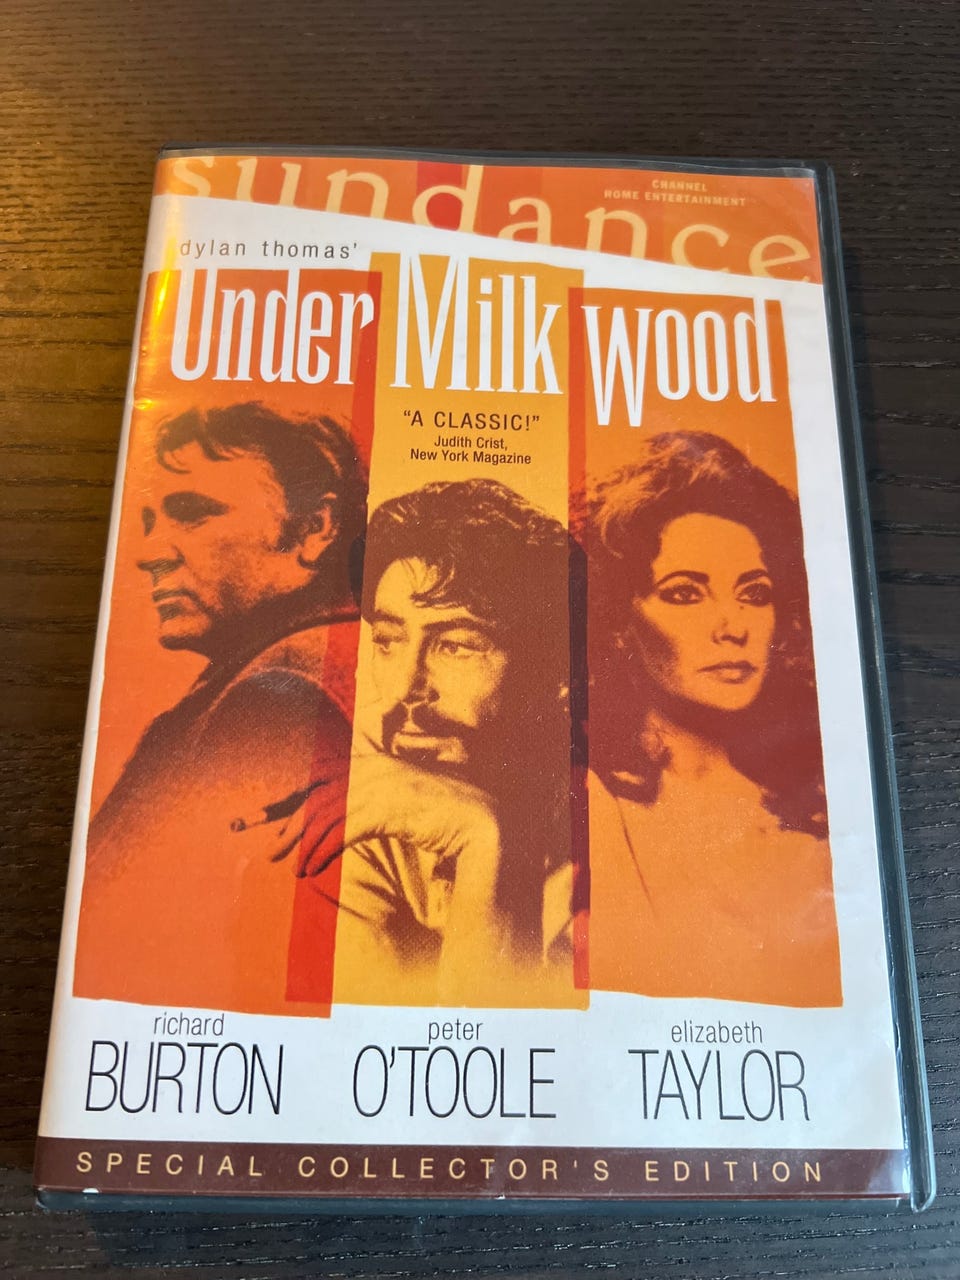 sundance
CHANNEL
HOME ENTERTAINMENT
dylan thomas'
Under Milk Wood
"A CLASSIC!"
Judith Crist,
New York Magazine
richard
BURTON
peter
O'TOOLE
elizabeth
TAYLOR
SPECIAL COLLECTOR'S EDITION